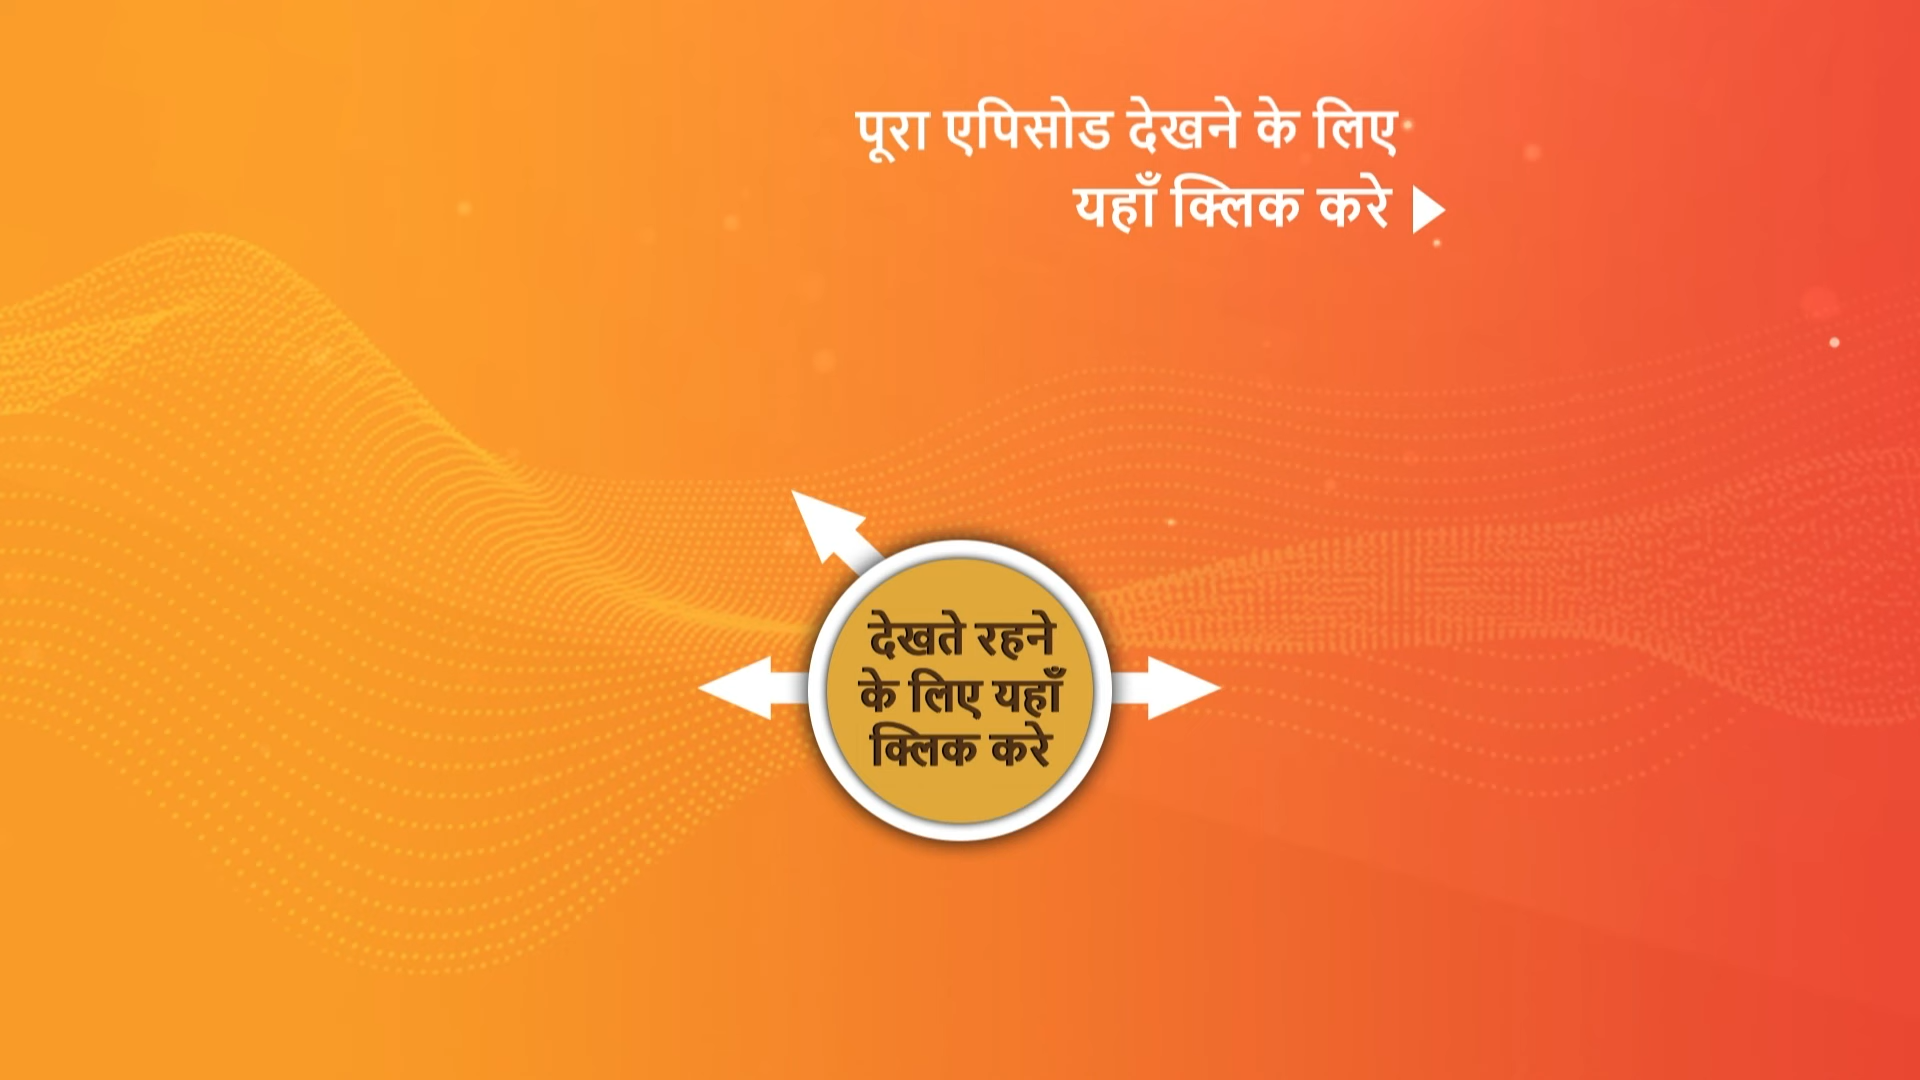 पूरा एपिसोड देखने के लिए
यहाँ क्लिक करे
देखते रहने
के लिए यहाँ
क्लिक करे